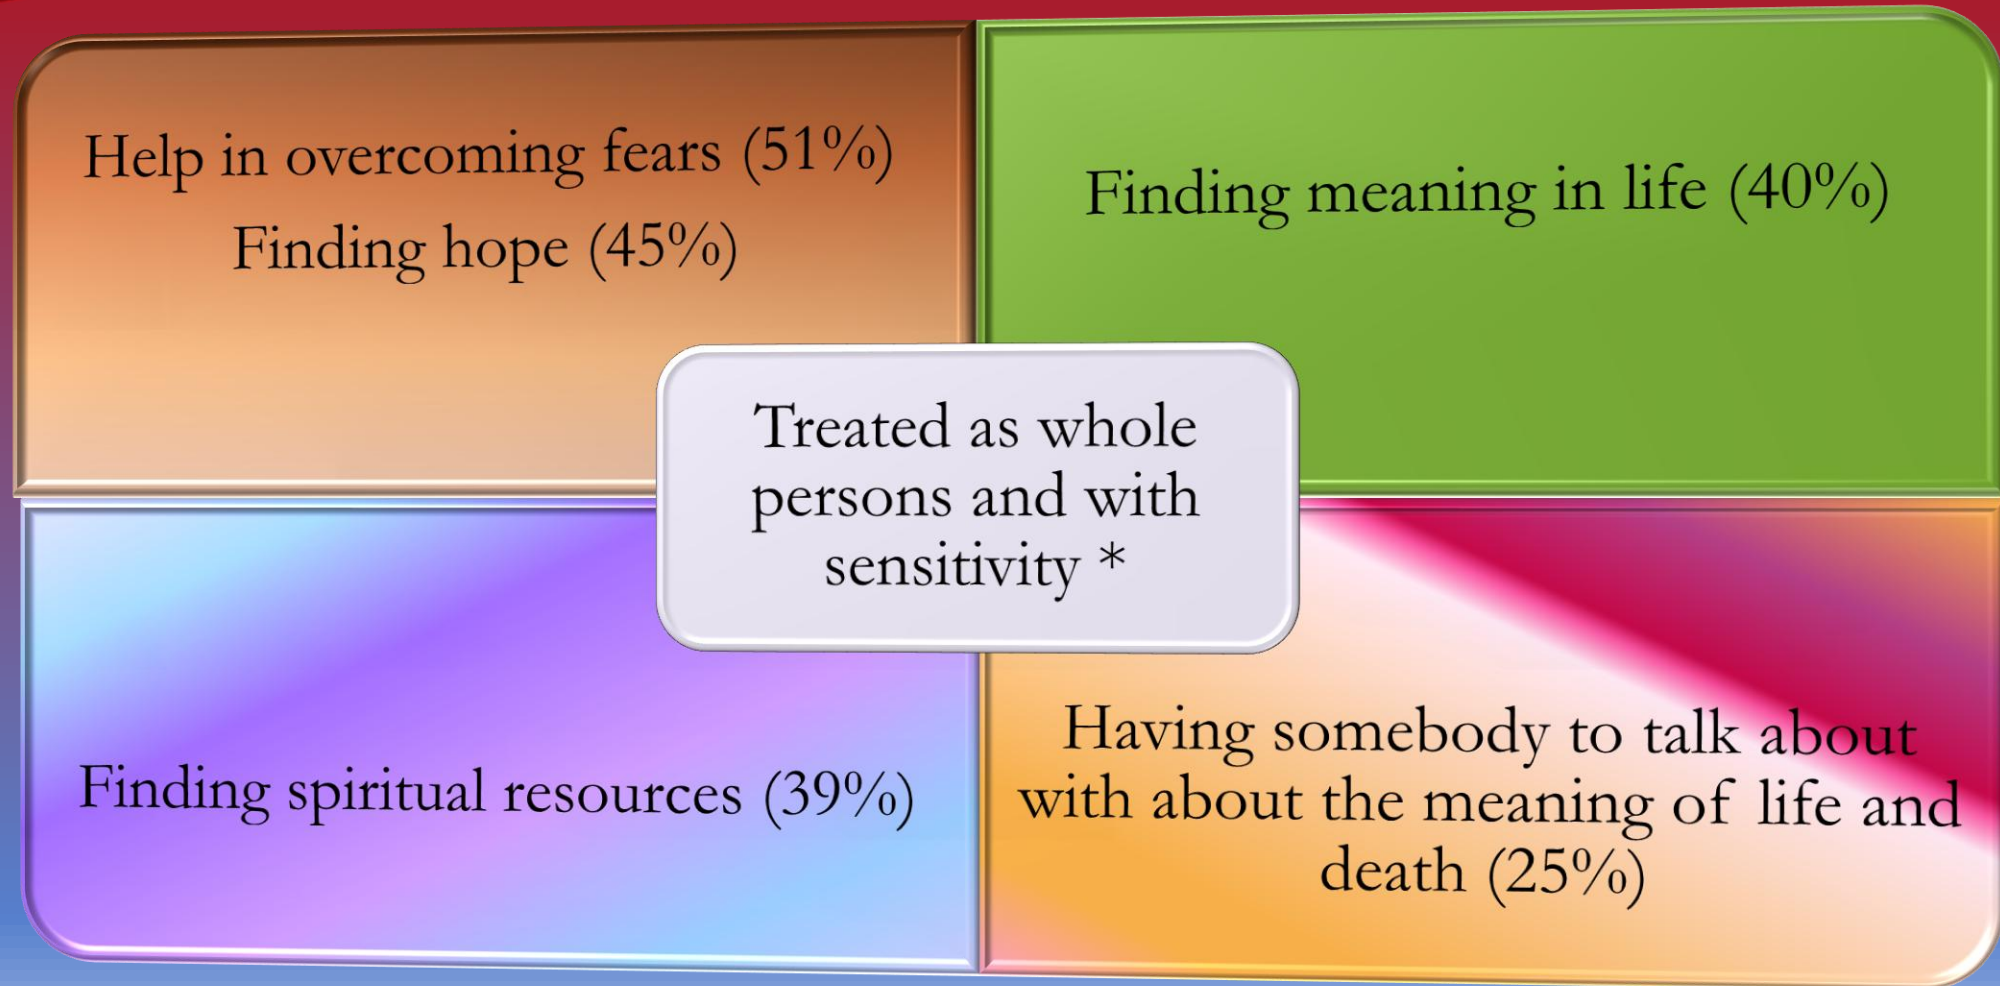 Help in overcoming fears (51%)
Finding hope (45%)
Finding meaning in life (40%)
Treated as whole
persons and with
sensitivity *
Finding spiritual resources (39%)
Having somebody to talk about
with about the meaning of life and
death (25%)